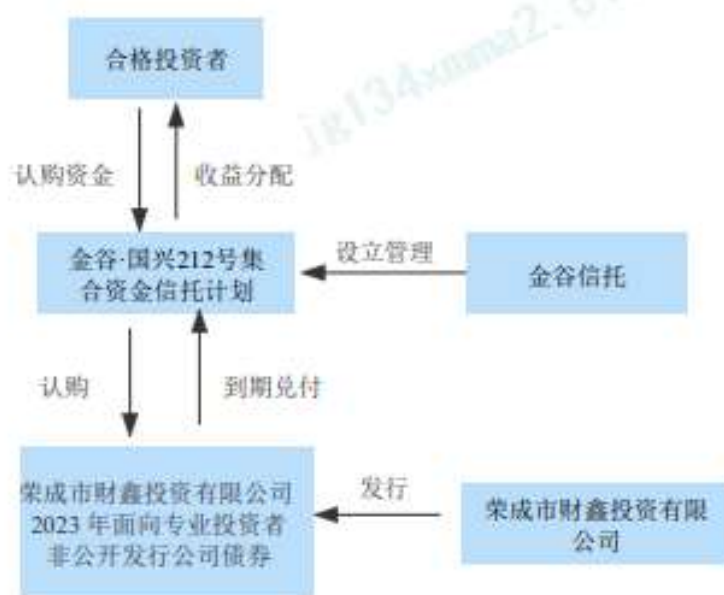 合格投资者
认购资金
收益分配
金谷·国兴212号集
合资金信托计划
设立管理
金谷信托
认购
到期兑付
荣成市财鑫投资有限公司
2023 年面向专业投资者
非公开发行公司债券
发行
荣成市财鑫投资有限
公司